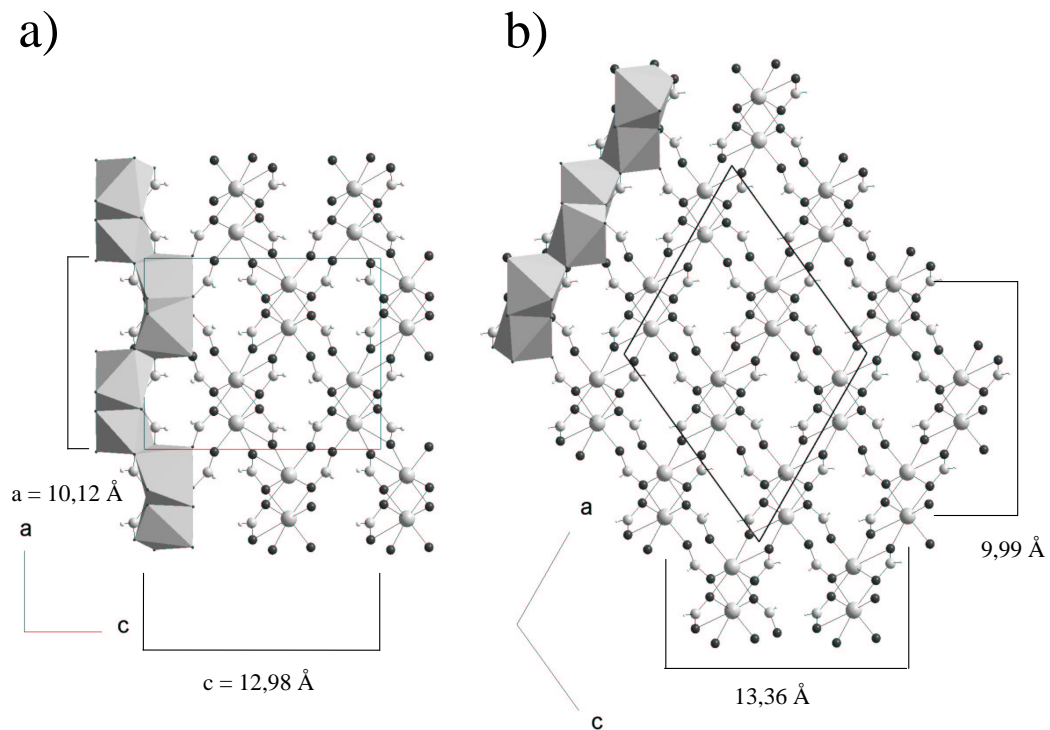 a)
b)
a = 10,12 Å
a
c
c = 12,98 Å
a
c
9,99 Å
13,36 Å